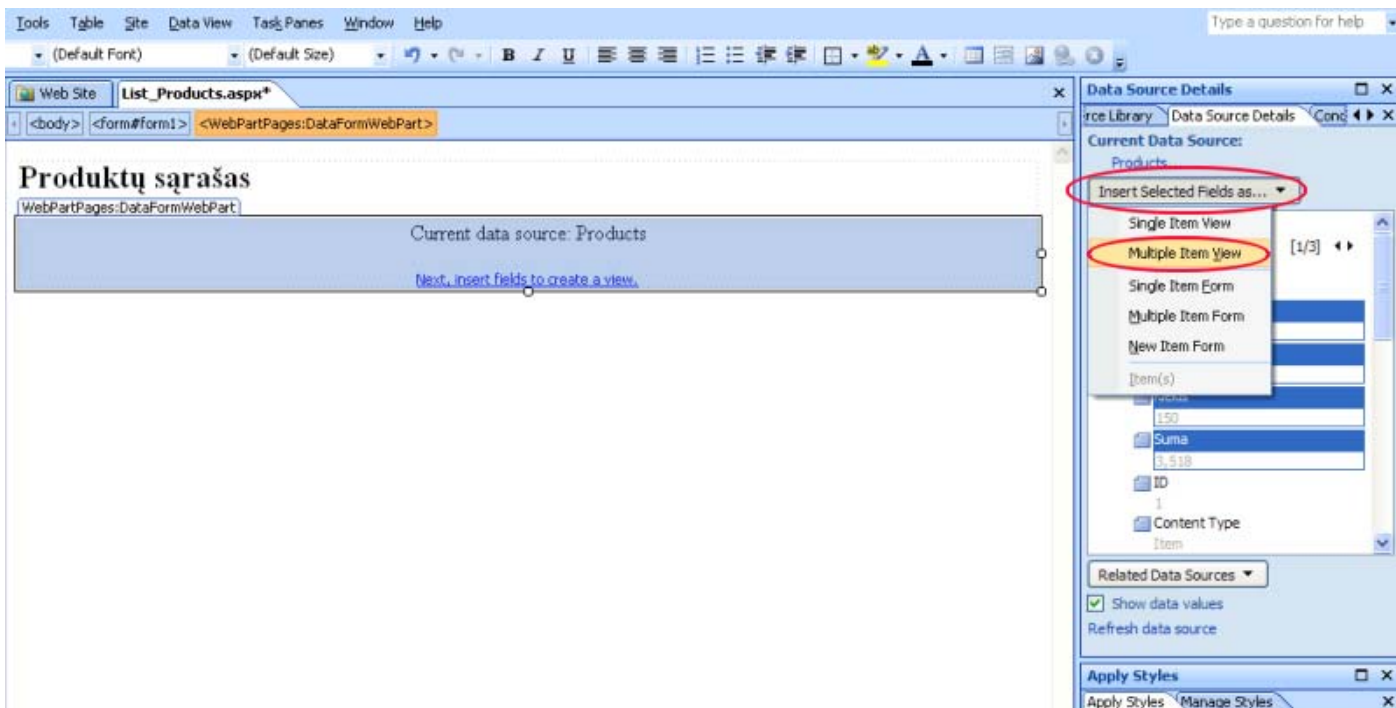 Tools Table Site Data View Task Panes Window Help
Type a question for help
(Default Font) (Default Size) B I U A
Web Site List_Products.aspx*
<body> <form#form1> <WebPartPages:DataFormWebPart>
Produktų sąrašas
WebPartPages:DataFormWebPart
Current data source: Products
Next, insert fields to create a view.
Data Source Details
rce Library Data Source Details Cond
Current Data Source:
Products...
Insert Selected Fields as...
Single Item View
Multiple Item View
[1/3]
Single Item Form
Multiple Item Form
New Item Form
Item(s)
150
Suma
3,518
ID
1
Content Type
Item
Related Data Sources
Show data values
Refresh data source
Apply Styles
Apply Styles Manage Styles